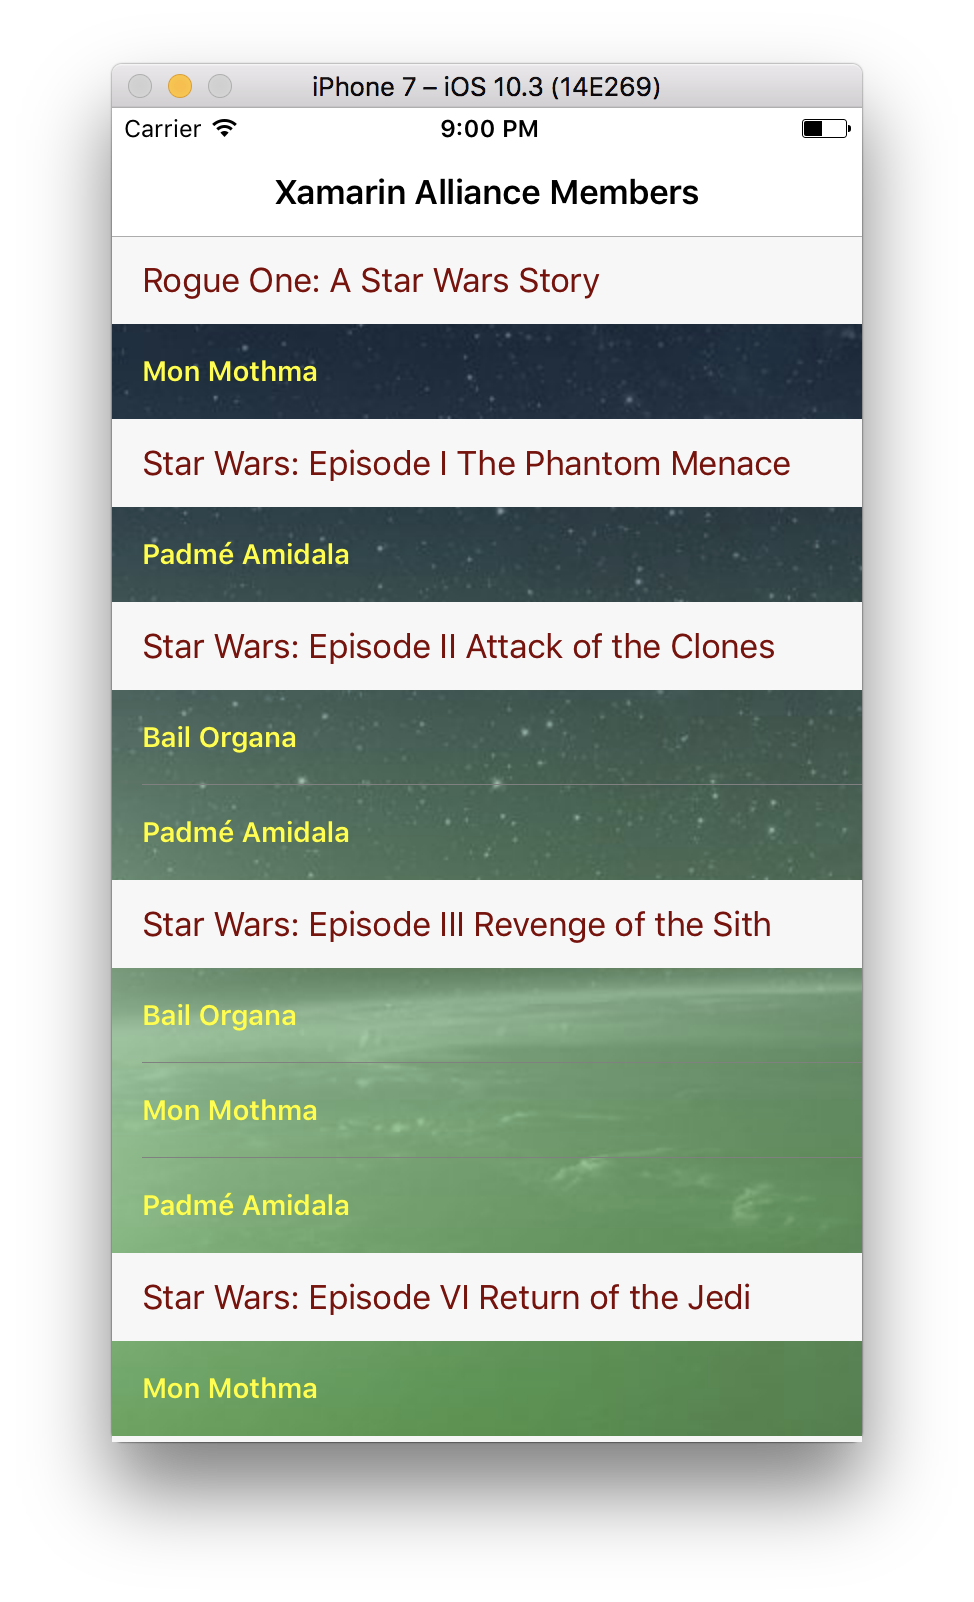 iPhone 7 – iOS 10.3 (14E269)
Carrier 9:00 PM
Xamarin Alliance Members
Rogue One: A Star Wars Story
Mon Mothma
Star Wars: Episode I The Phantom Menace
Padmé Amidala
Star Wars: Episode II Attack of the Clones
Bail Organa
Padmé Amidala
Star Wars: Episode III Revenge of the Sith
Bail Organa
Mon Mothma
Padmé Amidala
Star Wars: Episode VI Return of the Jedi
Mon Mothma